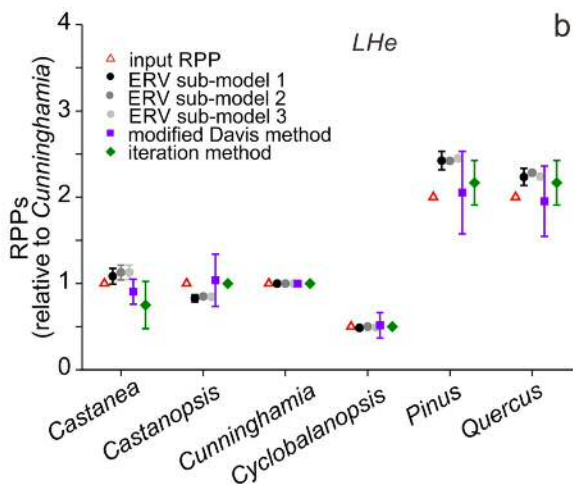 b
LHe
input RPP
ERV sub-model 1
ERV sub-model 2
ERV sub-model 3
modified Davis method
iteration method
RPPs
(relative to Cunninghamia)
4
3
2
1
0
Castanea
Castanopsis
Cunninghamia
Cyclobalanopsis
Pinus
Quercus